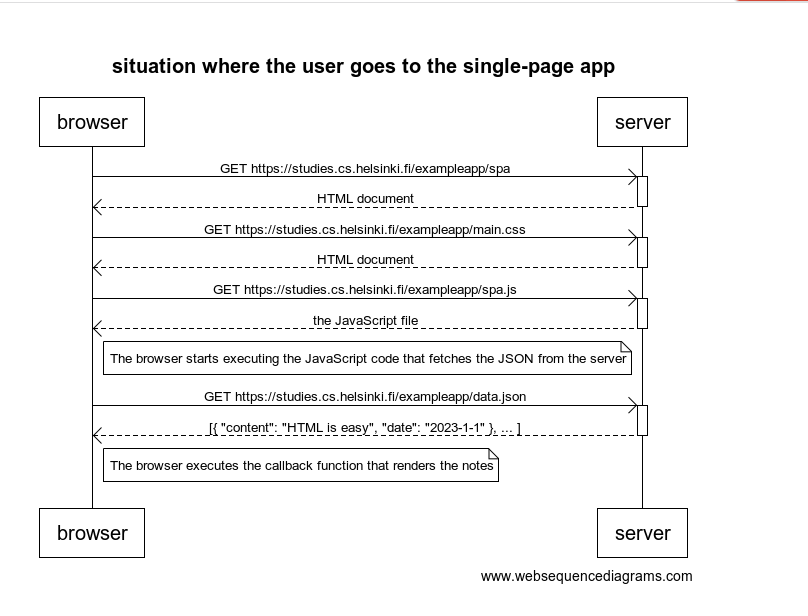 situation where the user goes to the single-page app
browser
server
GET https://studies.cs.helsinki.fi/exampleapp/spa
HTML document
GET https://studies.cs.helsinki.fi/exampleapp/main.css
HTML document
GET https://studies.cs.helsinki.fi/exampleapp/spa.js
the JavaScript file
The browser starts executing the JavaScript code that fetches the JSON from the server
GET https://studies.cs.helsinki.fi/exampleapp/data.json
[{ "content": "HTML is easy", "date": "2023-1-1" }, ... ]
The browser executes the callback function that renders the notes
browser
server
www.websequencediagrams.com